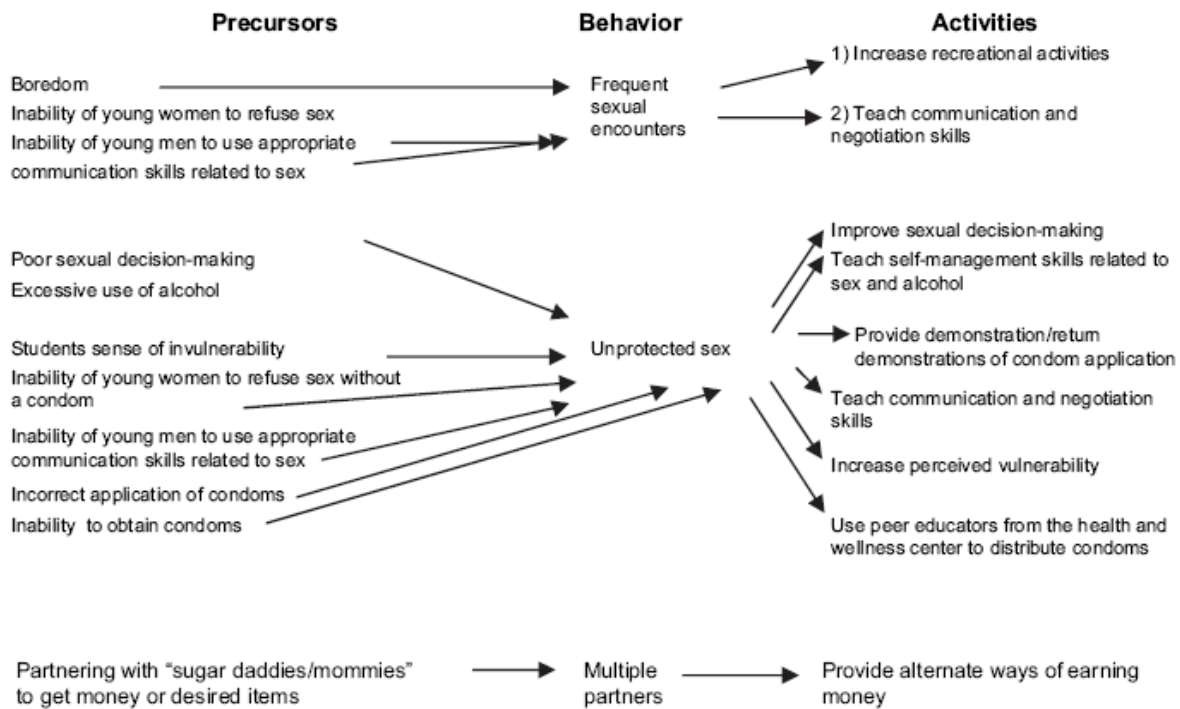 Precursors
Behavior
Activities
Boredom
Inability of young women to refuse sex
Inability of young men to use appropriate
communication skills related to sex
Frequent
sexual
encounters
1) Increase recreational activities
2) Teach communication and
negotiation skills
Poor sexual decision-making
Excessive use of alcohol
Students sense of invulnerability
Inability of young women to refuse sex without
a condom
Inability of young men to use appropriate
communication skills related to sex
Incorrect application of condoms
Inability to obtain condoms
Unprotected sex
Improve sexual decision-making
Teach self-management skills related to
sex and alcohol
Provide demonstration/return
demonstrations of condom application
Teach communication and negotiation
skills
Increase perceived vulnerability
Use peer educators from the health and
wellness center to distribute condoms
Partnering with “sugar daddies/mommies”
to get money or desired items
Multiple
partners
Provide alternate ways of earning
money